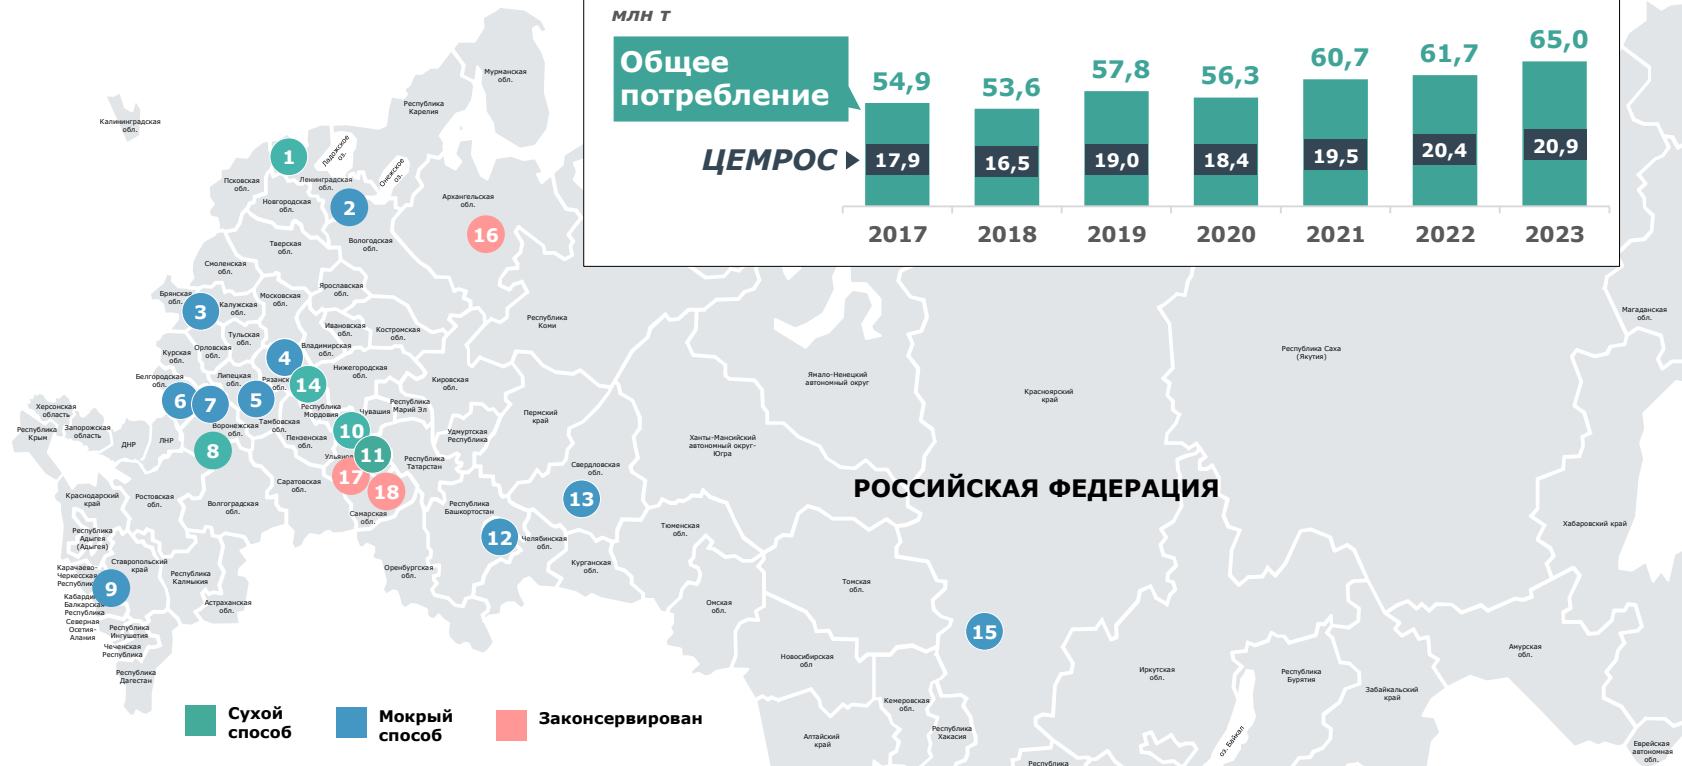 млн т
Общее
потребление
ЦЕМРОС
54,9
53,6
57,8
56,3
60,7
61,7
65,0
17,9
16,5
19,0
18,4
19,5
20,4
20,9
2017
2018
2019
2020
2021
2022
2023
Мурманская
обл.
Республика
Карелия
Калининградская
обл.
1
Ладожское
оз.
Онежское
оз.
Псковская
обл.
Ленинградская
обл.
Новгородская
обл.
2
Архангельская
обл.
16
Тверская
обл.
Вологодская
обл.
Смоленская
обл.
Ярославская
обл.
Брянская
обл.
3
Калужская
обл.
Московская
обл.
Республика
Коми
Тульская
обл.
Ивановская
обл.
Костромская
обл.
Курская
обл.
Орловская
обл.
4
Владимирская
обл.
Нижегородская
обл.
Белгородская
обл.
Липецкая
обл.
обл.
14
Кировская
обл.
6
7
5
Республика
Мордовия
Чувашия
Республика
Марий Эл
Пермский
край
Херсонская
область
Республика
Крым
Запорожская
область
ДНР
ЛНР
Воронежская
обл.
Тамбовская
обл.
Пензенская
обл.
10
Удмуртская
Республика
8
11
Республика
Татарстан
17
18
Саратовская
обл.
Самарская
обл.
Свердловская
обл.
13
Краснодарский
край
Ростовская
обл.
Волгоградская
обл.
Республика
Башкортостан
12
Челябинская
обл.
Курганская
обл.
Тюменская
обл.
Республика
Адыгея
(Адыгея)
Ставропольский
край
Республика
Калмыкия
Оренбургская
обл.
Карачаево-
Черкесская
9
Балкарская
Республика
Астраханская
обл.
Северная
Осетия-
Алания
Республика
Ингушетия
Чеченская
Республика
Республика
Дагестан
Ямало-Ненецкий
автономный округ
Ханты-Мансийский
автономный округ-
Югра
Красноярский
край
Республика Саха
(Якутия)
Магаданская
обл.
РОССИЙСКАЯ ФЕДЕРАЦИЯ
Хабаровский край
Томская
обл.
Омская
обл.
15
Новосибирская
обл
Кемеровская
обл.
Республика
Хакасия
Алтайский
край
Иркутская
обл.
оз. Байкал
Республика
Бурятия
Забайкальский
край
Амурская
обл.
Еврейская
автономная
обл.
Республика
Сухой
способ
Мокрый
способ
Законсервирован